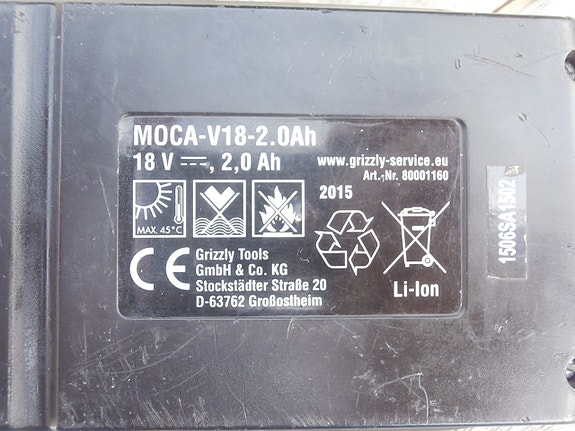 MOCA-V18-2.0Ah
18 V ⎓, 2,0 Ah
www.grizzly-service.eu
Art.-Nr. 80001160
2015
MAX. 45°C
CE
Grizzly Tools
GmbH & Co. KG
Stockstädter Straße 20
D-63762 Großostheim
Li-Ion
1506SA1502